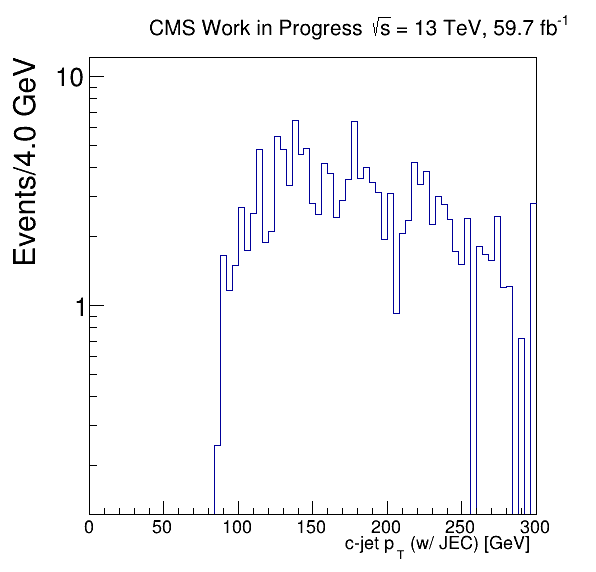 CMS Work in Progress √s = 13 TeV, 59.7 fb⁻¹
Events/4.0 GeV
10
1
0 50 100 150 200 250 300
c-jet p_T (w/ JEC) [GeV]